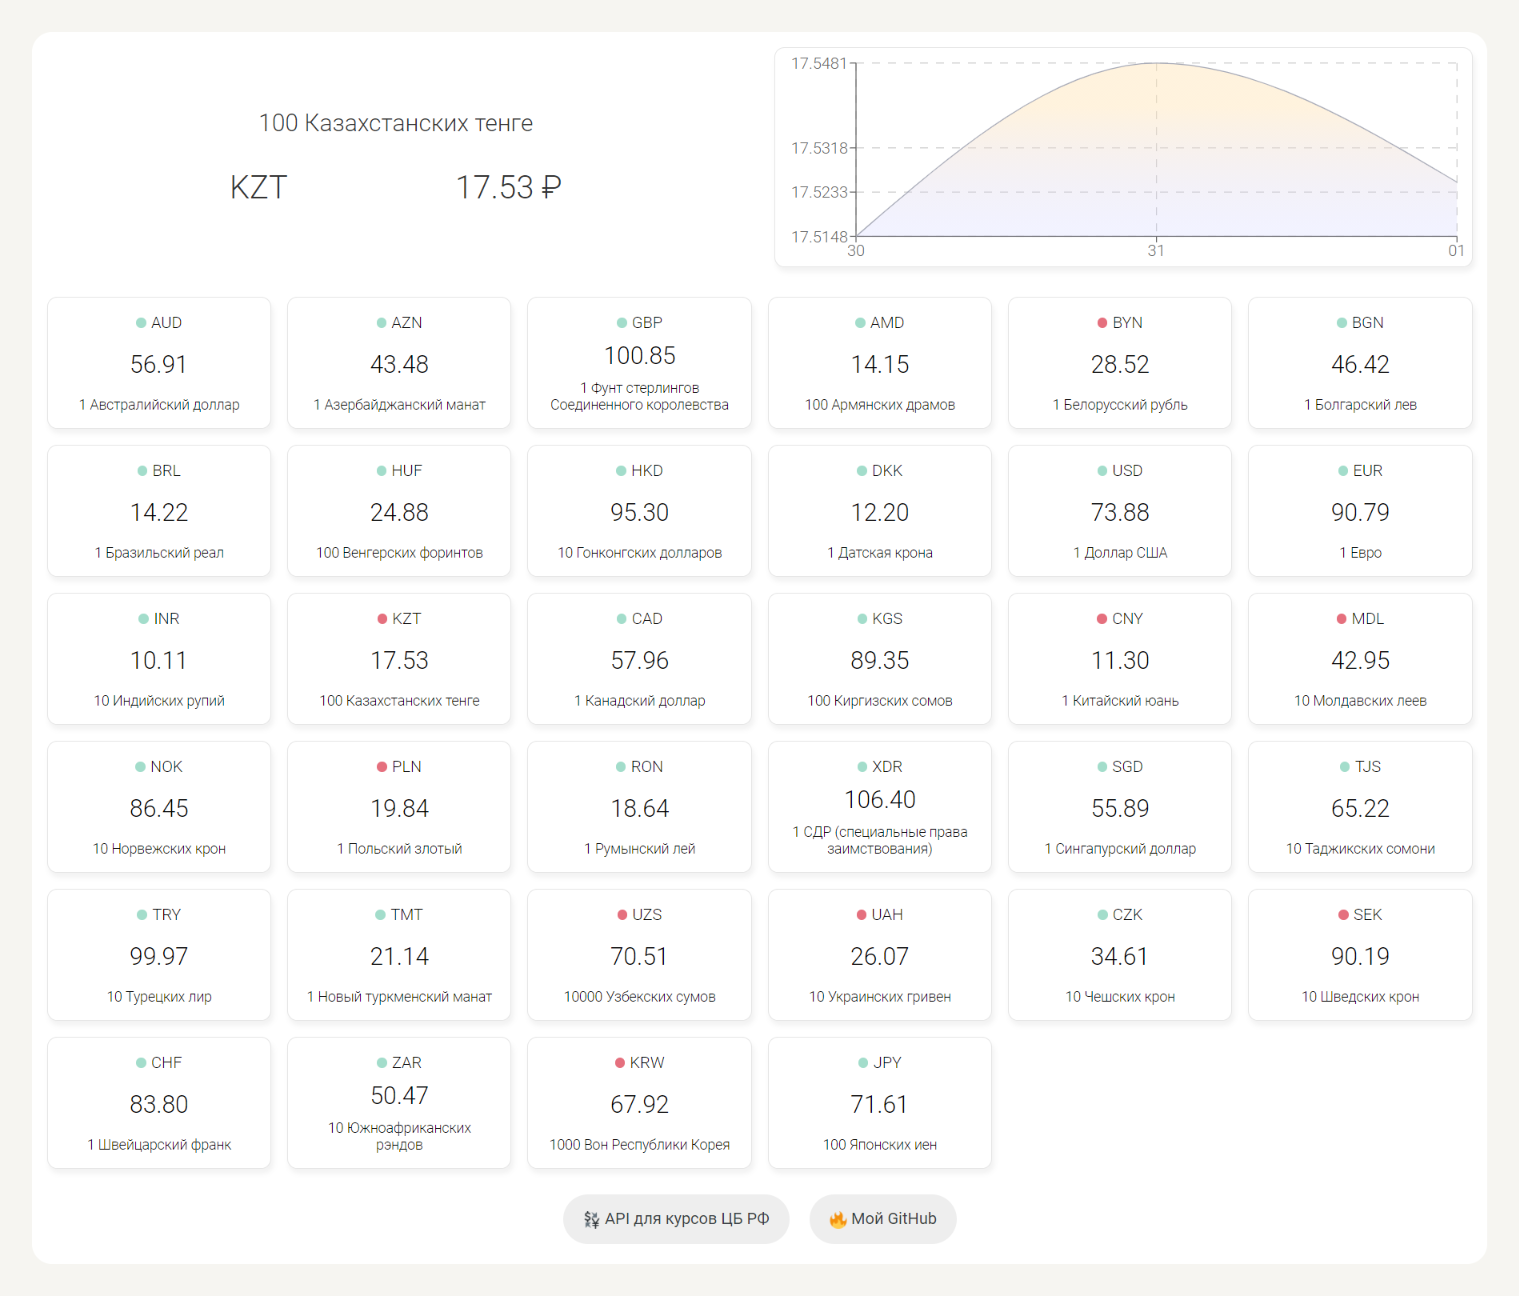 100 Казахстанских тенге
KZT 17.53 ₽
17.5481
17.5318
17.5233
17.5148
30 31 01
AUD
56.91
1 Австралийский доллар
AZN
43.48
1 Азербайджанский манат
GBP
100.85
1 Фунт стерлингов
Соединенного королевства
AMD
14.15
100 Армянских драмов
BYN
28.52
1 Белорусский рубль
BGN
46.42
1 Болгарский лев
BRL
14.22
1 Бразильский реал
HUF
24.88
100 Венгерских форинтов
HKD
95.30
10 Гонконгских долларов
DKK
12.20
1 Датская крона
USD
73.88
1 Доллар США
EUR
90.79
1 Евро
INR
10.11
10 Индийских рупий
KZT
17.53
100 Казахстанских тенге
CAD
57.96
1 Канадский доллар
KGS
89.35
100 Киргизских сомов
CNY
11.30
1 Китайский юань
MDL
42.95
10 Молдавских леев
NOK
86.45
10 Норвежских крон
PLN
19.84
1 Польский злотый
RON
18.64
1 Румынский лей
XDR
106.40
1 СДР (специальные права
заимствования)
SGD
55.89
1 Сингапурский доллар
TJS
65.22
10 Таджикских сомони
TRY
99.97
10 Турецких лир
TMT
21.14
1 Новый туркменский манат
UZS
70.51
10000 Узбекских сумов
UAH
26.07
10 Украинских гривен
CZK
34.61
10 Чешских крон
SEK
90.19
10 Шведских крон
CHF
83.80
1 Швейцарский франк
ZAR
50.47
10 Южноафриканских
рэндов
KRW
67.92
1000 Вон Республики Корея
JPY
71.61
100 Японских иен
💱 API для курсов ЦБ РФ
🔥 Мой GitHub